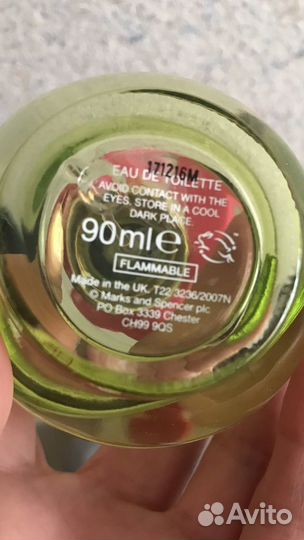 171216M
EAU DE TOILETTE
AVOID CONTACT WITH THE
EYES. STORE IN A COOL
DARK PLACE.
90ml e
FLAMMABLE
Made in the UK. T22 3236/2007N
© Marks and Spencer plc
PO Box 3339 Chester
CH99 9QS
Avito